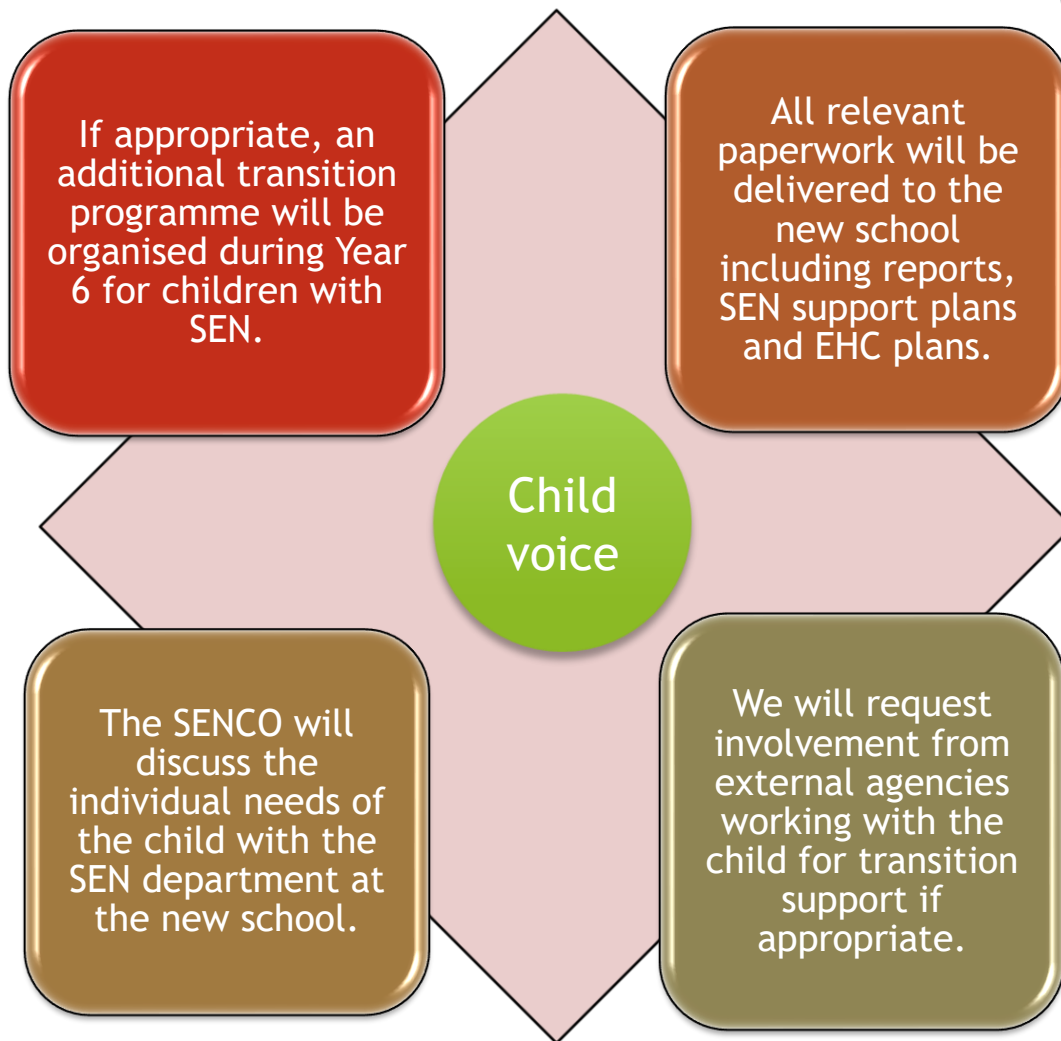 If appropriate, an
additional transition
programme will be
organised during Year
6 for children with
SEN.
All relevant
paperwork will be
delivered to the
new school
including reports,
SEN support plans
and EHC plans.
Child
voice
The SENCO will
discuss the
individual needs of
the child with the
SEN department at
the new school.
We will request
involvement from
external agencies
working with the
child for transition
support if
appropriate.